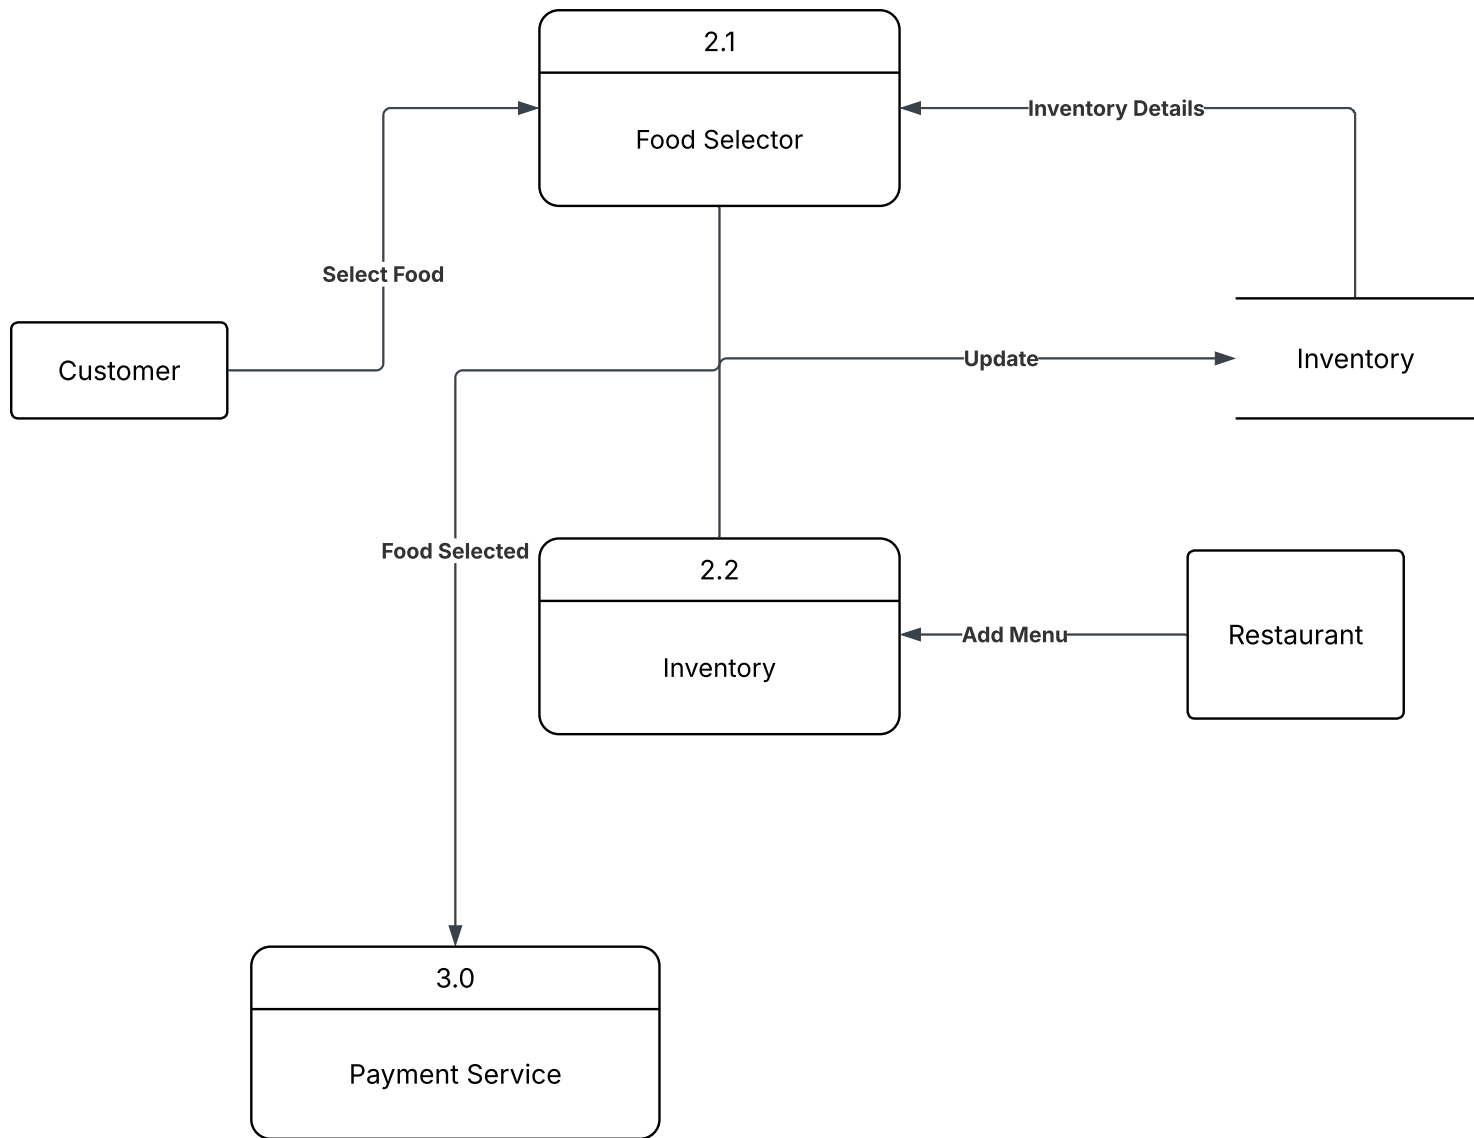 2.1
Food Selector
Inventory Details
Select Food
Customer
Update
Inventory
Food Selected
2.2
Inventory
Add Menu
Restaurant
3.0
Payment Service